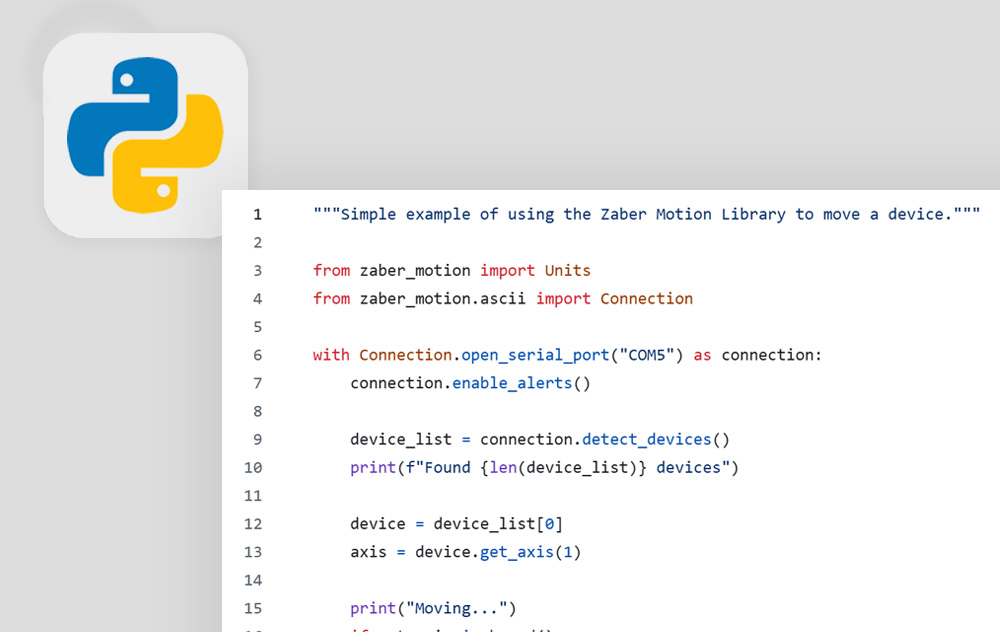 1 """Simple example of using the Zaber Motion Library to move a device."""
2
3 from zaber_motion import Units
4 from zaber_motion.ascii import Connection
5
6 with Connection.open_serial_port("COM5") as connection:
7     connection.enable_alerts()
8
9     device_list = connection.detect_devices()
10     print(f"Found {len(device_list)} devices")
11
12     device = device_list[0]
13     axis = device.get_axis(1)
14
15     print("Moving...")